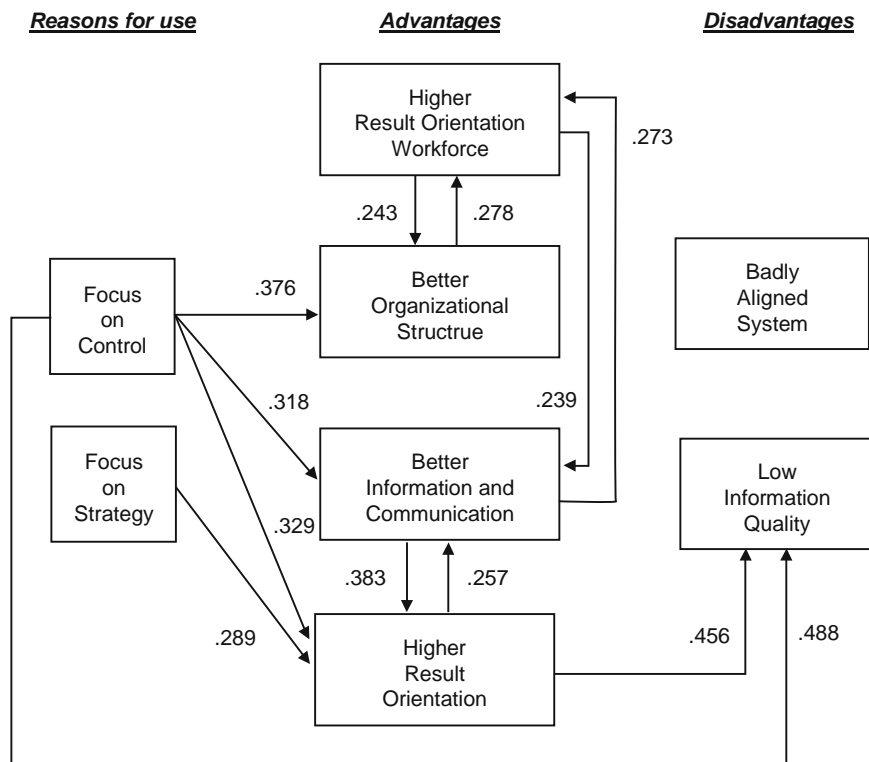 Reasons for use
Advantages
Disadvantages
Higher
Result Orientation
Workforce
.273
.243
.278
Focus
on
Control
.376
Better
Organizational
Structrue
Badly
Aligned
System
.318
.239
Focus
on
Strategy
Better
Information and
Communication
Low
Information
Quality
.329
.383
.257
.289
Higher
Result
Orientation
.456
.488